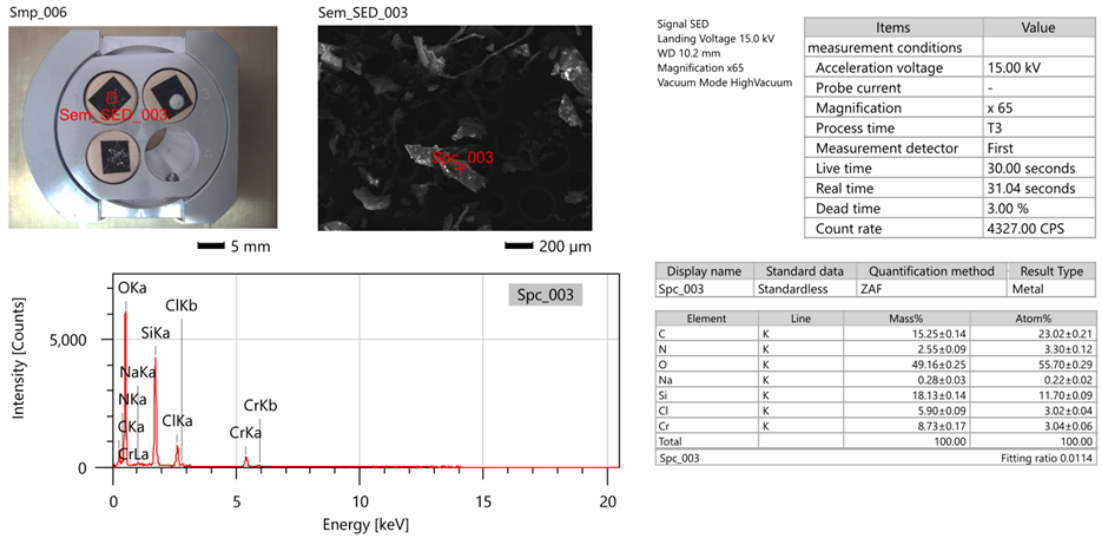 Smp_006
Sem_SED_003
Sem_SED_003
5 mm
Spc_003
200 µm
Signal SED
Landing Voltage 15.0 kV
WD 10.2 mm
Magnification x65
Vacuum Mode HighVacuum
Items Value
measurement conditions
Acceleration voltage 15.00 kV
Probe current -
Magnification x 65
Process time T3
Measurement detector First
Live time 30.00 seconds
Real time 31.04 seconds
Dead time 3.00 %
Count rate 4327.00 CPS
Intensity [Counts]
5,000
0
OKa
ClKb
SiKa
NaKa
NKa
CKa
CrLa
ClKa
CrKb
CrKa
Spc_003
0 5 10 15 20
Energy [keV]
Display name Standard data Quantification method Result Type
Spc_003 Standardless ZAF Metal
Element Line Mass% Atom%
C K 15.25±0.14 23.02±0.21
N K 2.55±0.09 3.30±0.12
O K 49.16±0.25 55.70±0.29
Na K 0.28±0.03 0.22±0.02
Si K 18.13±0.14 11.70±0.09
Cl K 5.90±0.09 3.02±0.04
Cr K 8.73±0.17 3.04±0.06
Total 100.00 100.00
Spc_003 Fitting ratio 0.0114